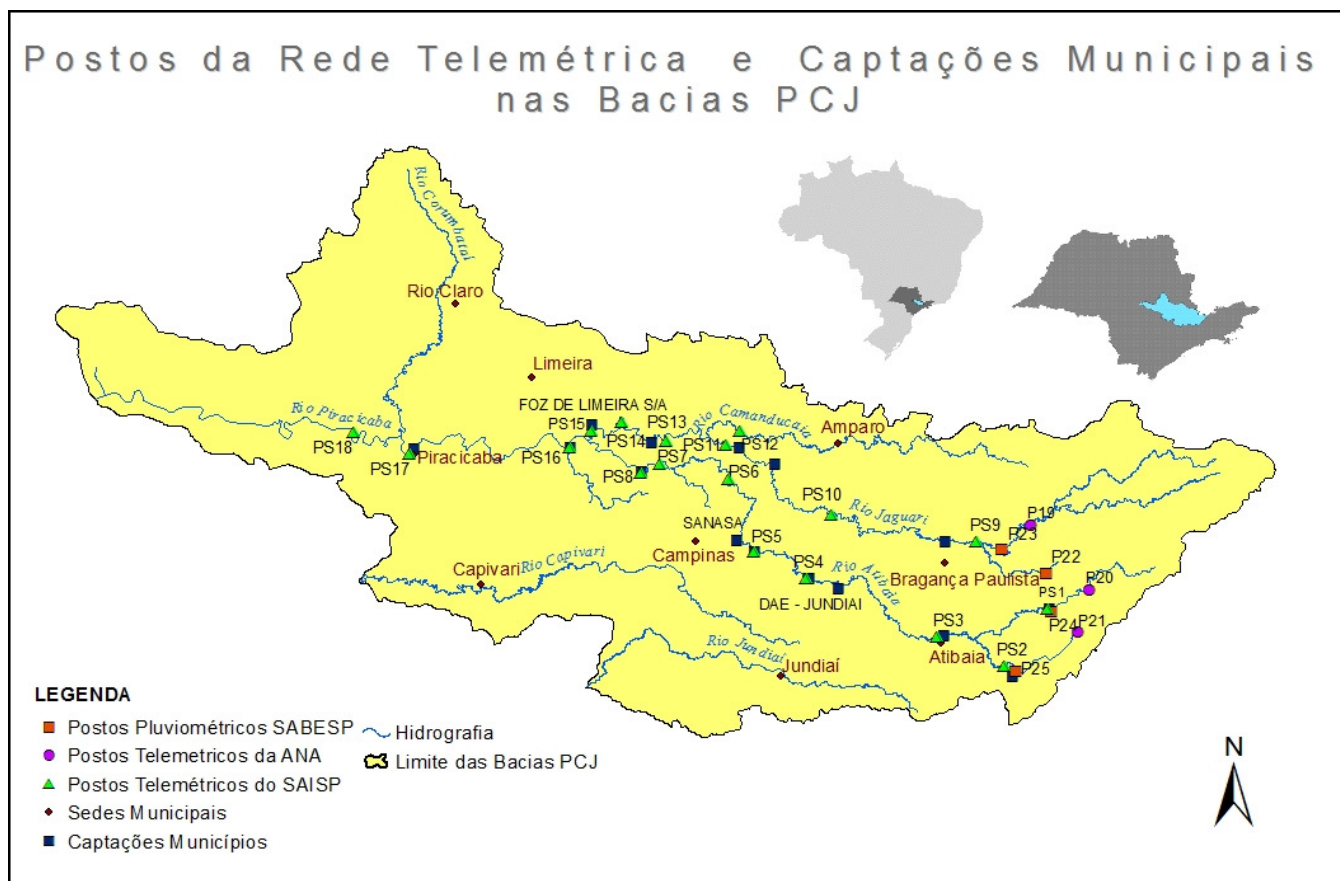 Postos da Rede Telemétrica e Captações Municipais
nas Bacias PCJ
Rio Corumbataí
Rio Claro
Limeira
FOZ DE LIMEIRA S/A
Rio Piracicaba
PS18
PS17
Piracicaba
PS16
PS15
PS14
PS13
PS11
PS12
Rio Camanducaia
Amparo
PS8
PS7
PS6
PS10
Rio Jaguari
PS9
P19
P23
P22
P20
SANASA
Campinas
PS5
PS4
Rio Atibaia
Bragança Paulista
PS1
P24
P21
Capivari
Rio Capivari
DAE - JUNDIAI
PS3
Atibaia
PS2
P25
Rio Jundiaí
Jundiaí
LEGENDA
Postos Pluviométricos SABESP
Postos Telemetricos da ANA
Postos Telemétricos do SAISP
Sedes Municipais
Captações Municípios
Hidrografia
Limite das Bacias PCJ
N